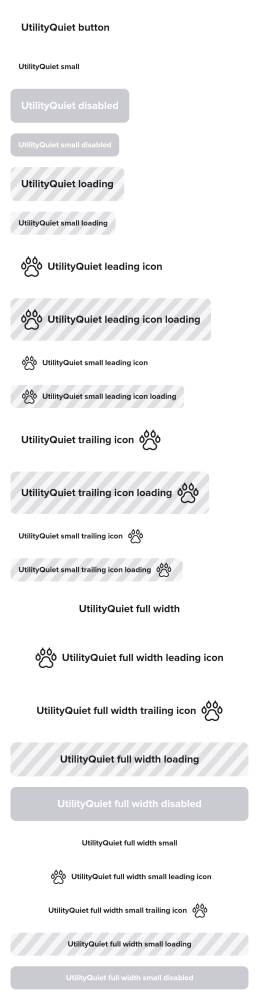 UtilityQuiet button
UtilityQuiet small
UtilityQuiet disabled
UtilityQuiet small disabled
UtilityQuiet loading
UtilityQuiet small loading
UtilityQuiet leading icon
UtilityQuiet leading icon loading
UtilityQuiet small leading icon
UtilityQuiet small leading icon loading
UtilityQuiet trailing icon
UtilityQuiet trailing icon loading
UtilityQuiet small trailing icon
UtilityQuiet small trailing icon loading
UtilityQuiet full width
UtilityQuiet full width leading icon
UtilityQuiet full width trailing icon
UtilityQuiet full width loading
UtilityQuiet full width disabled
UtilityQuiet full width small
UtilityQuiet full width small leading icon
UtilityQuiet full width small trailing icon
UtilityQuiet full width small loading
UtilityQuiet full width small disabled